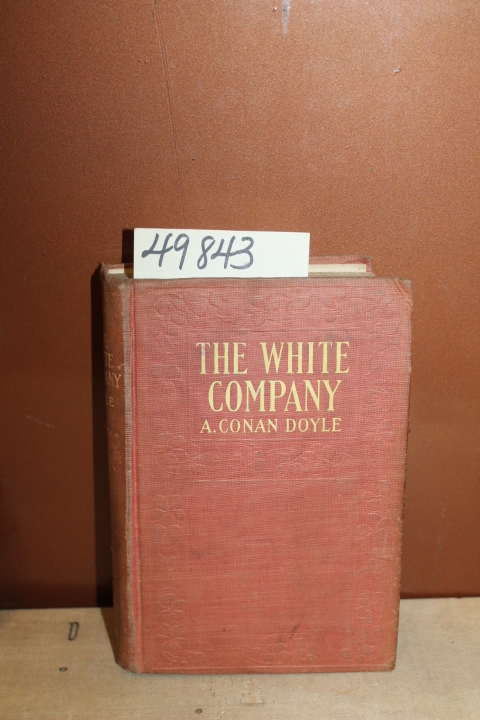 49843
THE WHITE
COMPANY
A. CONAN DOYLE